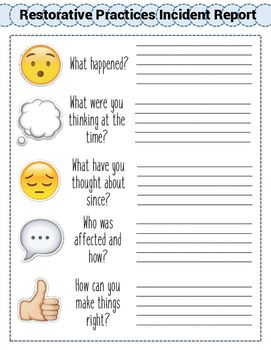 Restorative Practices Incident Report
What happened?
What were you
thinking at the
time?
What have you
thought about
since?
Who was
affected and
how?
How can you
make things
right?